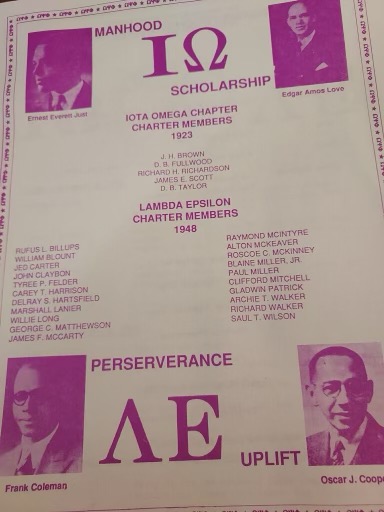 MANHOOD
ΙΩ
SCHOLARSHIP
Ernest Everett Just
Edgar Amos Love
IOTA OMEGA CHAPTER
CHARTER MEMBERS
1923
J. H. BROWN
D. B. FULLWOOD
RICHARD H. RICHARDSON
JAMES E. SCOTT
D. B. TAYLOR
LAMBDA EPSILON
CHARTER MEMBERS
1948
RUFUS L. BILLUPS
WILLIAM BLOUNT
JED CARTER
JOHN CLAYBON
TYREE P. FELDER
CAREY T. HARRISON
DELRAY S. HARTSFIELD
MARSHALL LANIER
WILLIE LONG
GEORGE C. MATTHEWSON
JAMES F. MCCARTY
RAYMOND MCINTYRE
ALTON MCKEAVER
ROSCOE C. MCKINNEY
BLAINE MILLER, JR.
PAUL MILLER
CLIFFORD MITCHELL
GLADWIN PATRICK
ARCHIE T. WALKER
RICHARD WALKER
SAUL T. WILSON
PERSERVERANCE
ΛΕ
UPLIFT
Frank Coleman
Oscar J. Coope